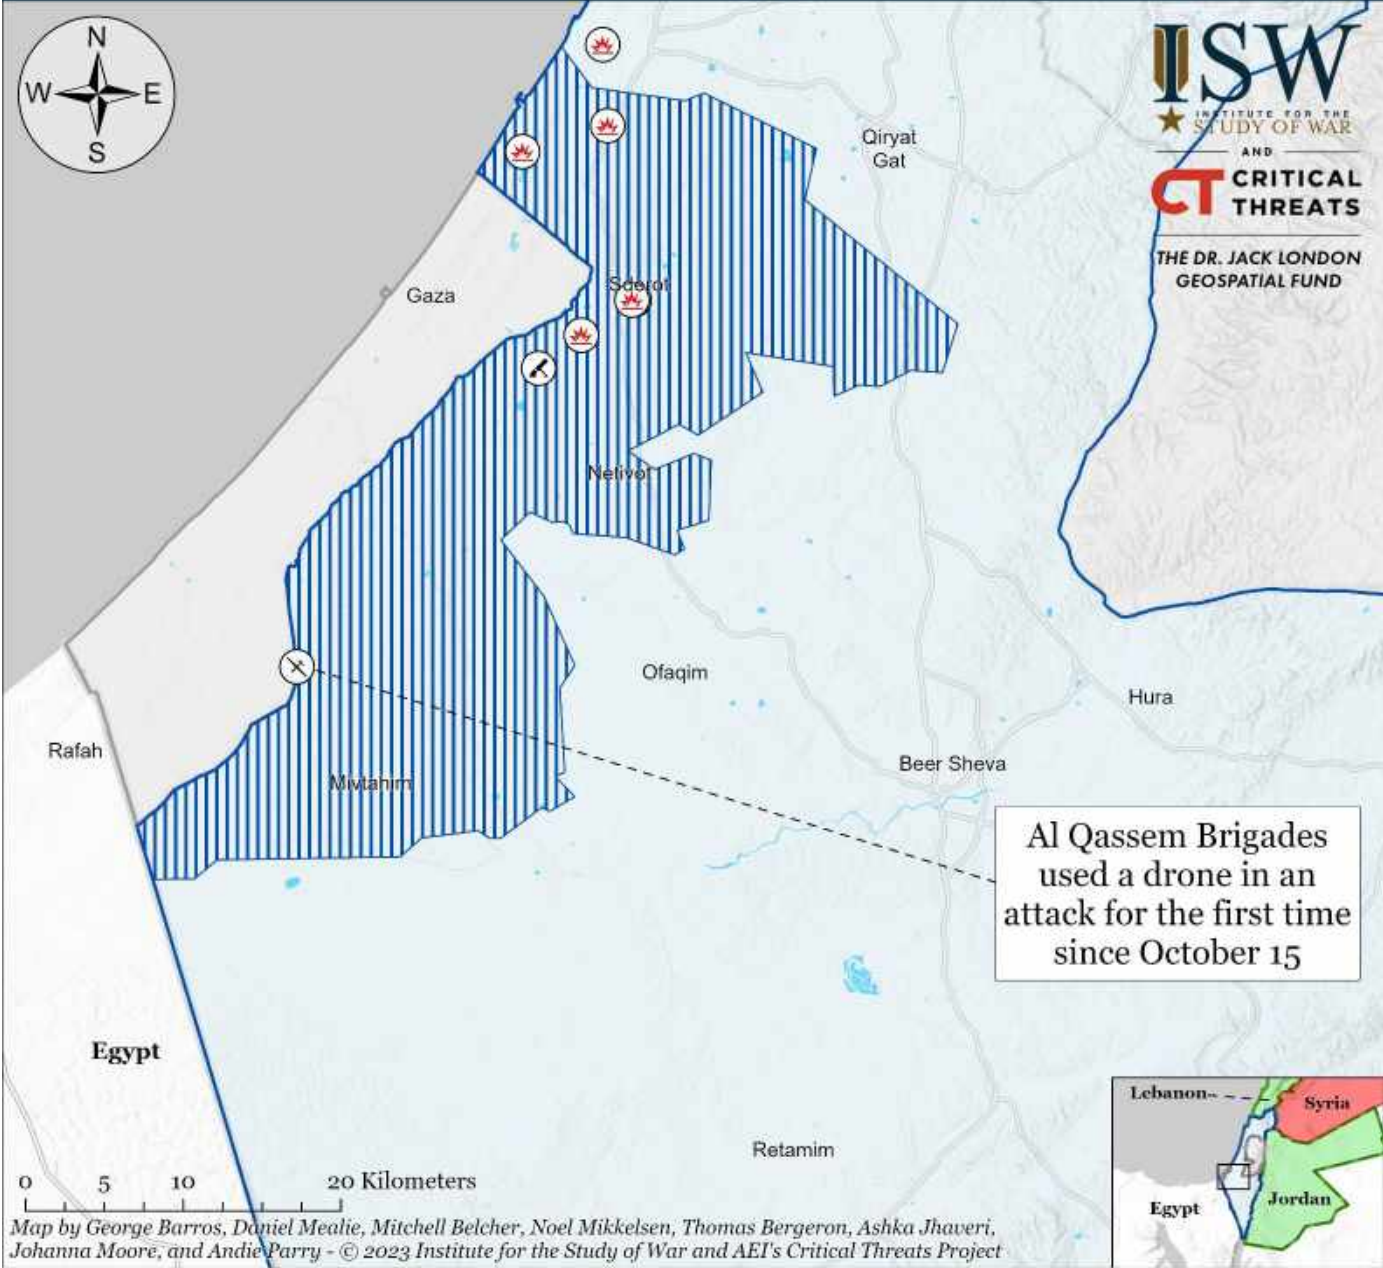 N
W E
S
ISW
INSTITUTE FOR THE
STUDY OF WAR
AND
CT CRITICAL
THREATS
THE DR. JACK LONDON
GEOSPATIAL FUND
Qiryat
Gat
Gaza
Sderot
Netivot
Ofaqim
Hura
Rafah
Beer Sheva
Mivtahim
Al Qassem Brigades
used a drone in an
attack for the first time
since October 15
Egypt
Retamim
Lebanon
Syria
Egypt
Jordan
0 5 10 20 Kilometers
Map by George Barros, Daniel Mealie, Mitchell Belcher, Noel Mikkelsen, Thomas Bergeron, Ashka Jhaveri,
Johanna Moore, and Andie Parry - © 2023 Institute for the Study of War and AEI's Critical Threats Project